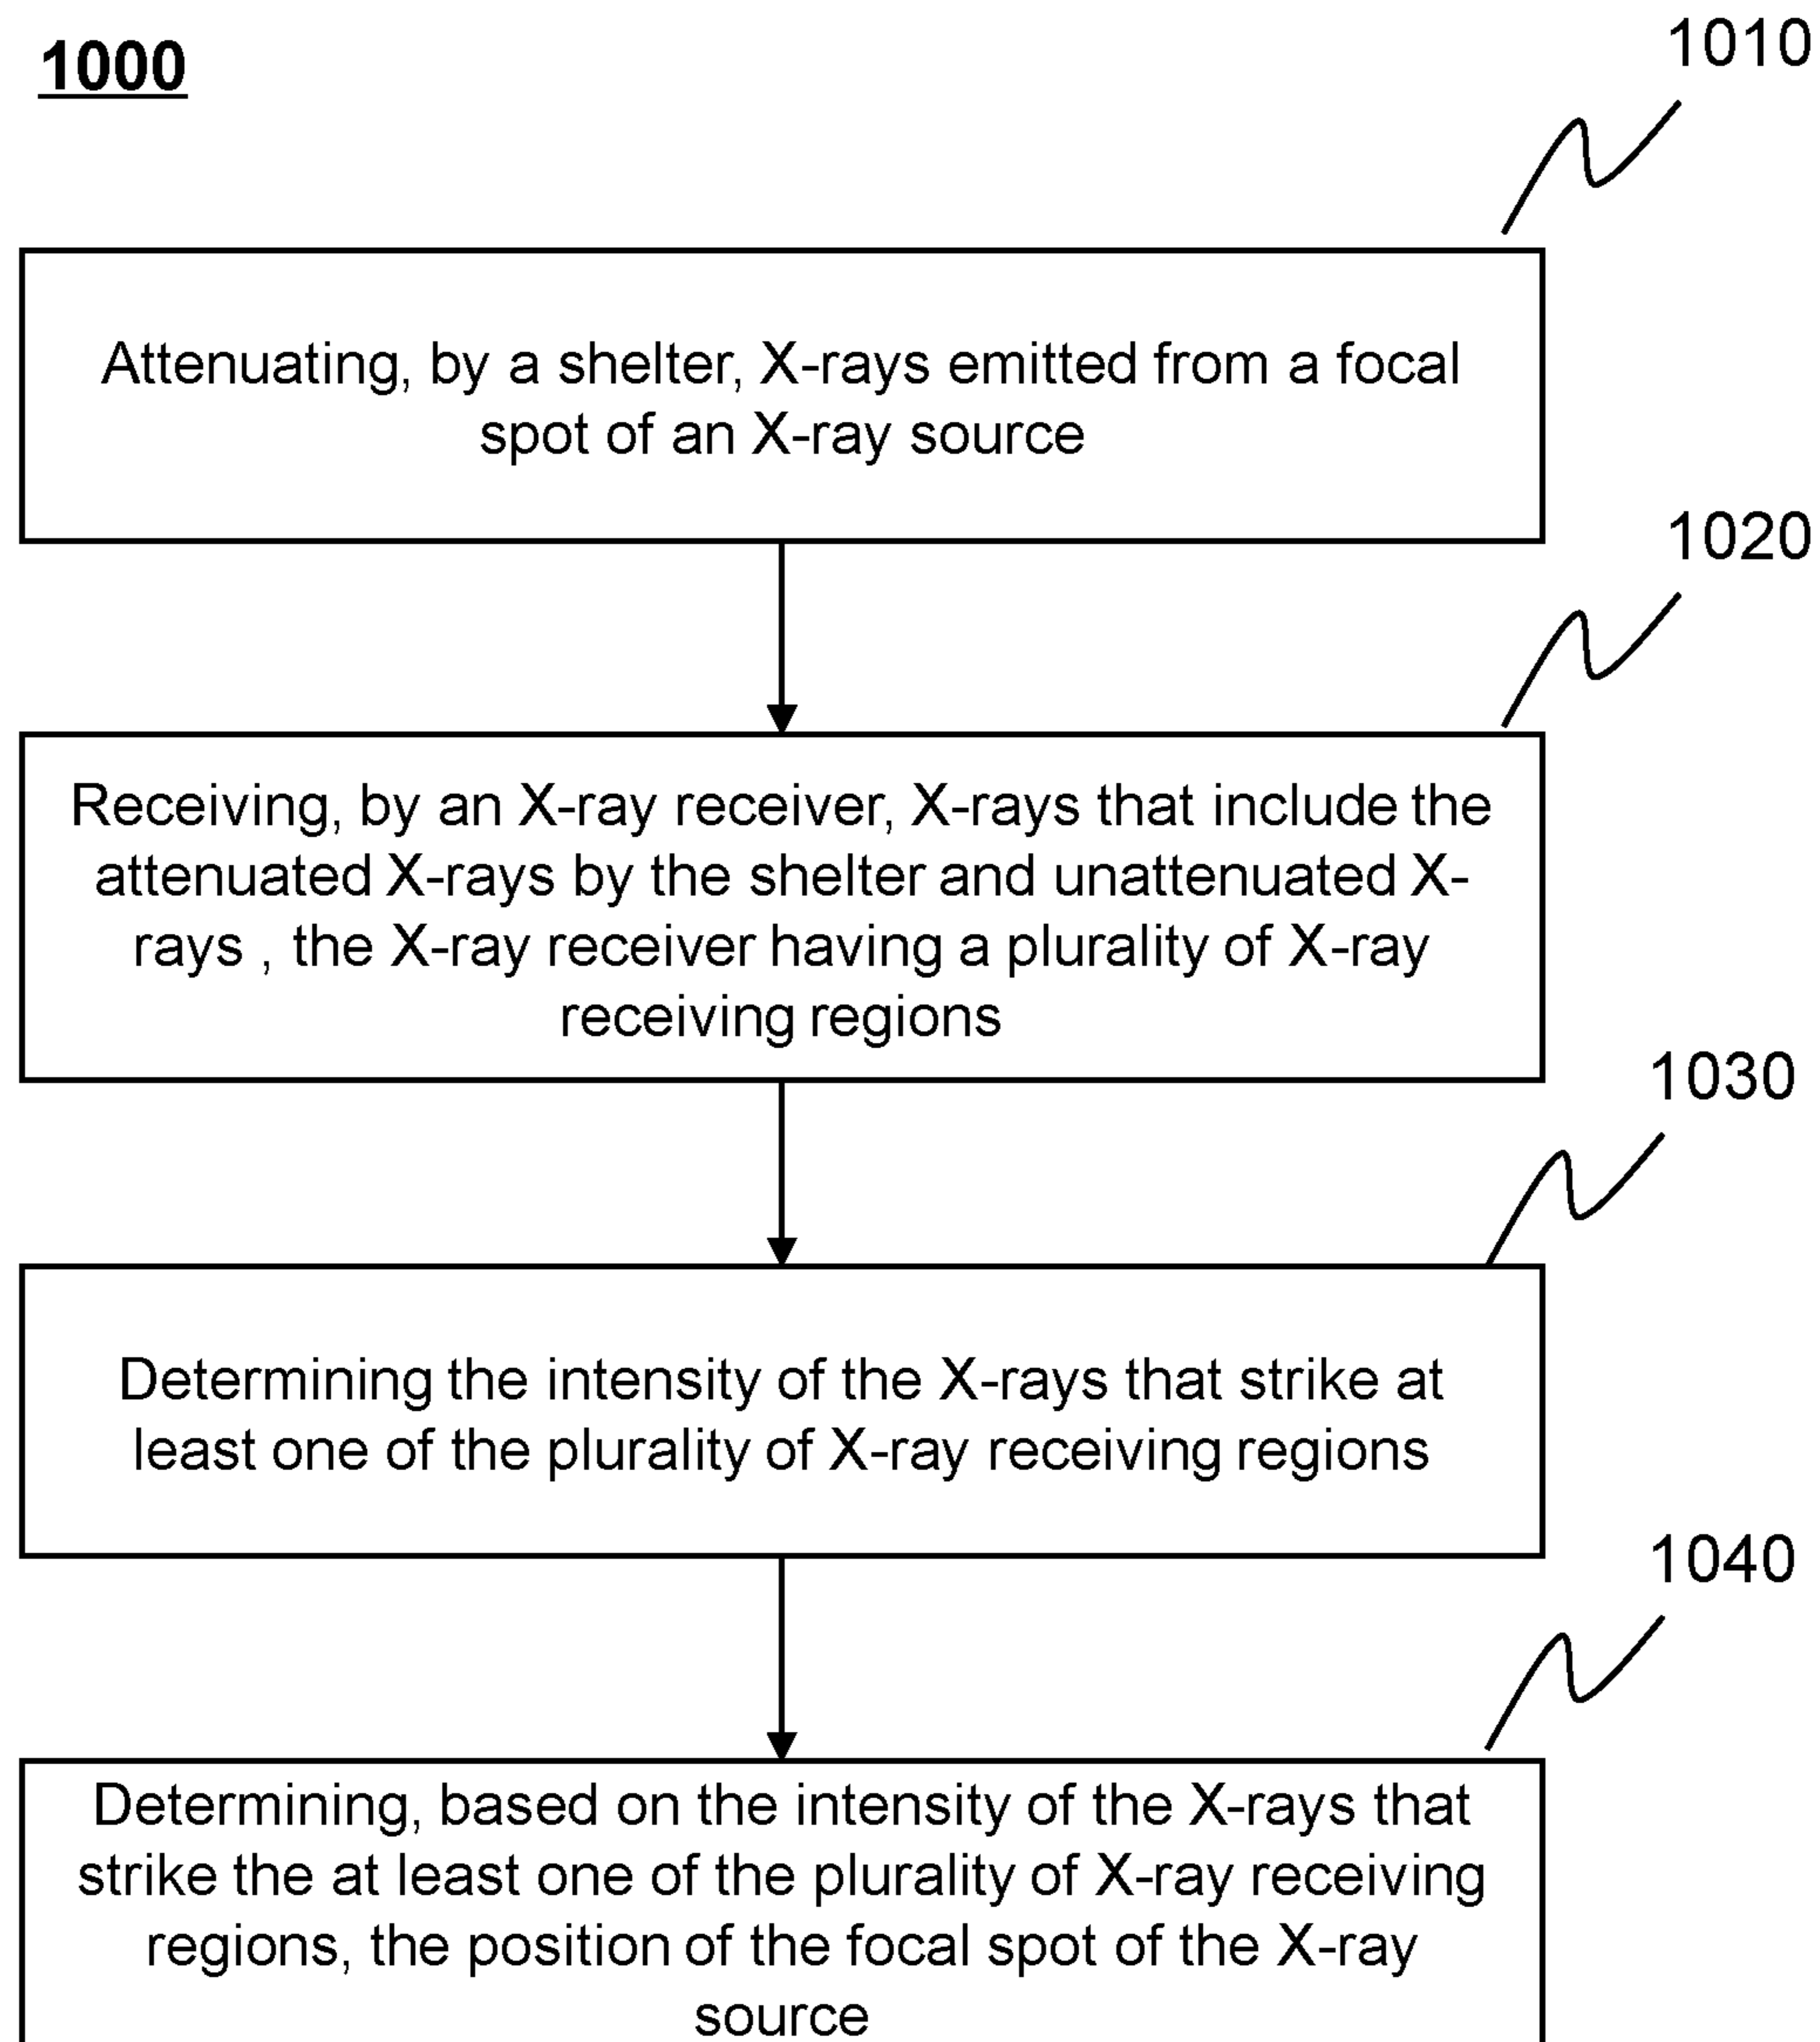 1000
1010
Attenuating, by a shelter, X-rays emitted from a focal
spot of an X-ray source
1020
Receiving, by an X-ray receiver, X-rays that include the
attenuated X-rays by the shelter and unattenuated X-
rays , the X-ray receiver having a plurality of X-ray
receiving regions
1030
Determining the intensity of the X-rays that strike at
least one of the plurality of X-ray receiving regions
1040
Determining, based on the intensity of the X-rays that
strike the at least one of the plurality of X-ray receiving
regions, the position of the focal spot of the X-ray
source